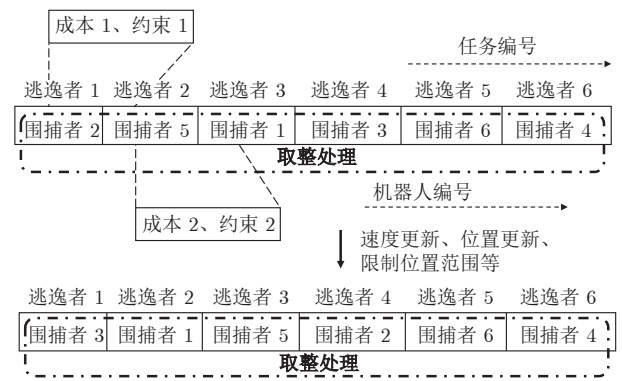 成本 1、约束 1
任务编号
逃逸者 1 逃逸者 2 逃逸者 3 逃逸者 4 逃逸者 5 逃逸者 6
围捕者 2 围捕者 5 围捕者 1 围捕者 3 围捕者 6 围捕者 4
取整处理
机器人编号
成本 2、约束 2
速度更新、位置更新、
限制位置范围等
逃逸者 1 逃逸者 2 逃逸者 3 逃逸者 4 逃逸者 5 逃逸者 6
围捕者 3 围捕者 1 围捕者 5 围捕者 2 围捕者 6 围捕者 4
取整处理